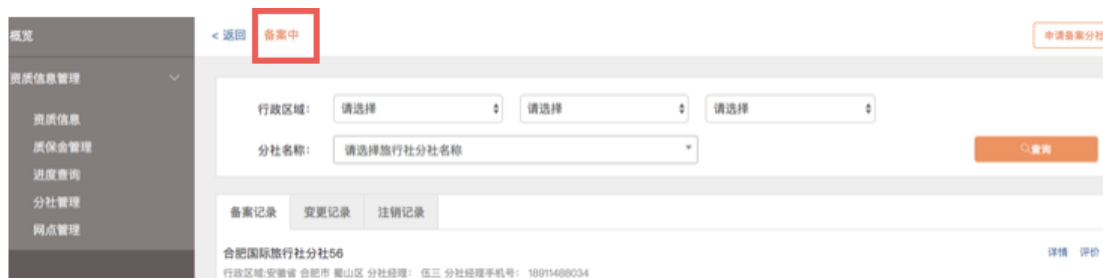 概览
< 返回 备案中
申请备案分社
资质信息管理
行政区域: 请选择 请选择 请选择
资质信息
质保金管理
分社名称: 请选择旅行社分社名称 查询
进度查询
分社管理
备案记录 变更记录 注销记录
网点管理
合肥国际旅行社分社56 详情 评价
行政区域:安徽省 合肥市 蜀山区 分社经理: 伍三 分社经理手机号: 18911488034